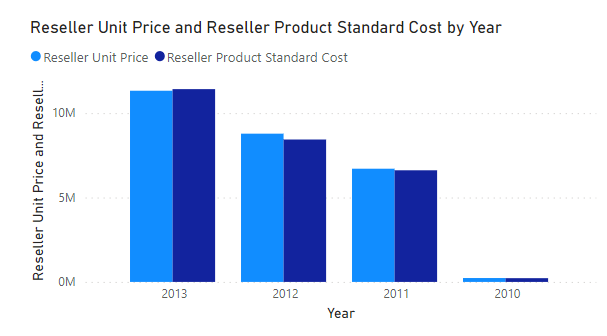 Reseller Unit Price and Reseller Product Standard Cost by Year
Reseller Unit Price Reseller Product Standard Cost
Reseller Unit Price and Resell...
10M
5M
0M
2013 2012 2011 2010
Year